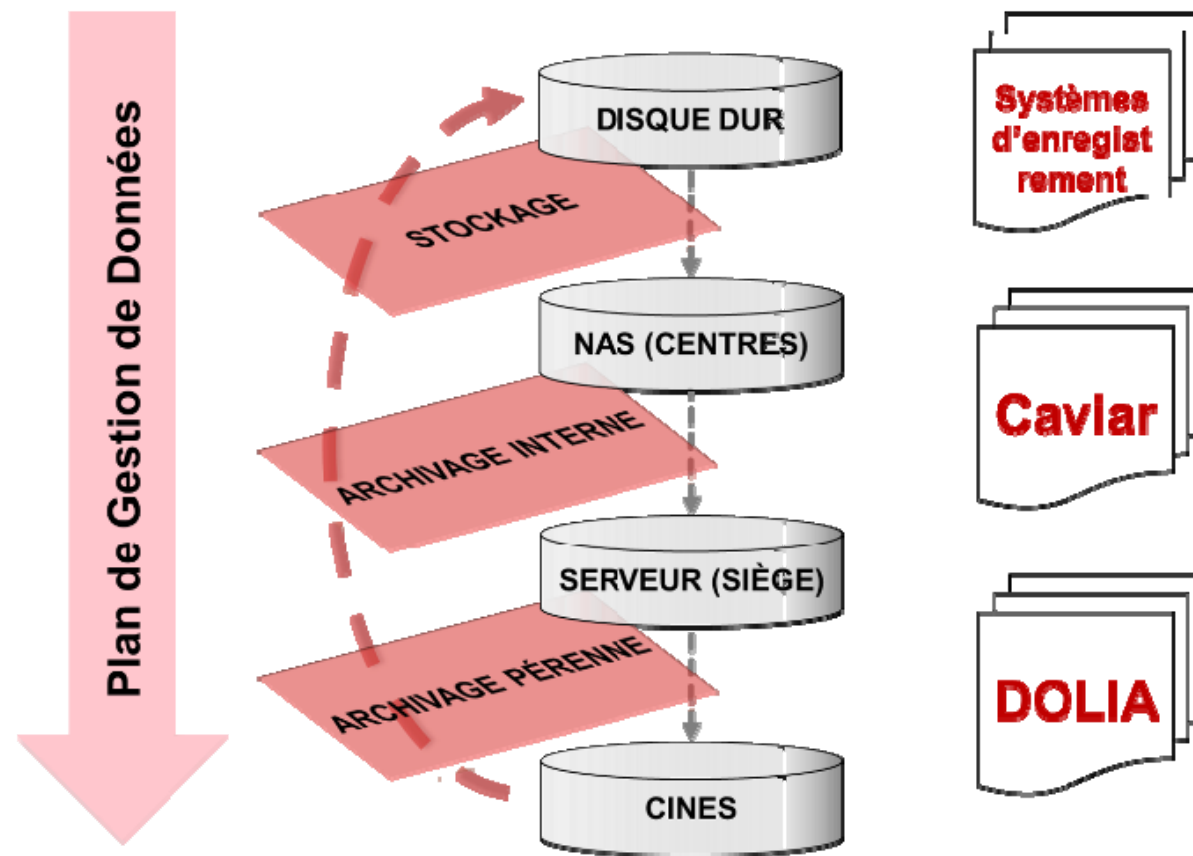 Plan de Gestion de Données
DISQUE DUR
STOCKAGE
NAS (CENTRES)
ARCHIVAGE INTERNE
SERVEUR (SIÈGE)
ARCHIVAGE PÉRENNE
CINES
Systèmes
d'enregist
rement
Cavlar
DOLIA